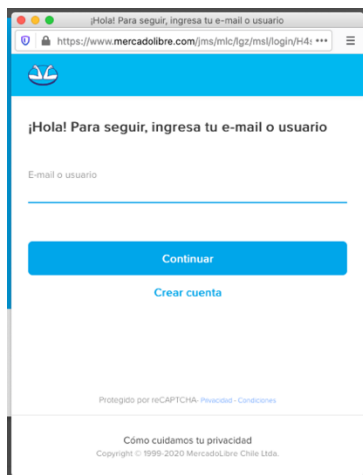 ¡Hola! Para seguir, ingresa tu e-mail o usuario
https://www.mercadolibre.com/jms/mlc/lgz/msl/login/H4
¡Hola! Para seguir, ingresa tu e-mail o usuario
E-mail o usuario
Continuar
Crear cuenta
Protegido por reCAPTCHA- Privacidad - Condiciones
Cómo cuidamos tu privacidad
Copyright © 1999-2020 MercadoLibre Chile Ltda.